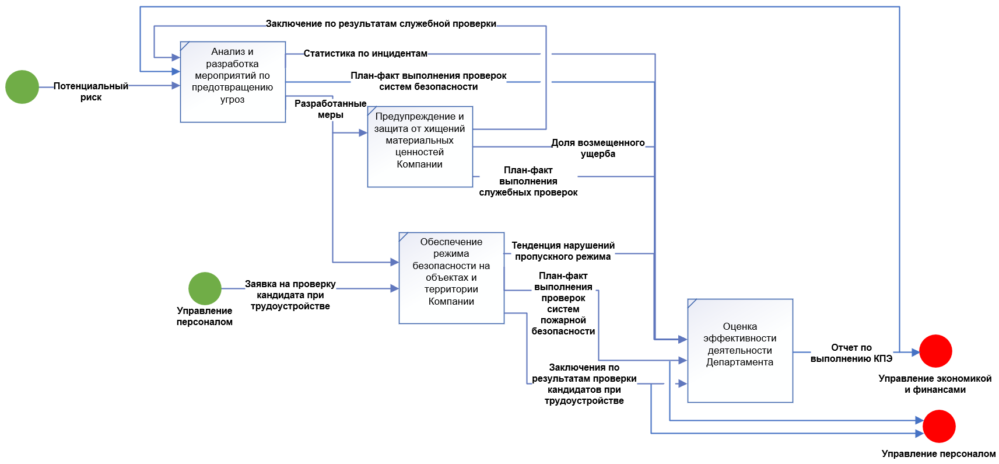 Заключение по результатам служебной проверки
Анализ и
разработка
мероприятий по
предотвращению
угроз
Статистика по инцидентам
План-факт выполнения проверок
систем безопасности
Потенциальный
риск
Разработанные
меры
Предупреждение и
защита от хищений
материальных
ценностей
Компании
Доля возмещенного
ущерба
План-факт
выполнения
служебных проверок
Обеспечение
режима
безопасности на
объектах и
территории
Компании
Тенденция нарушений
пропускного режима
План-факт
выполнения
проверок
систем
пожарной
безопасности
Заявка на проверку
кандидата при
трудоустройстве
Управление
персоналом
Оценка
эффективности
деятельности
Департамента
Отчет по
выполнению КПЭ
Заключения по
результатам проверки
кандидатов при
трудоустройстве
Управление экономикой
и финансами
Управление персоналом